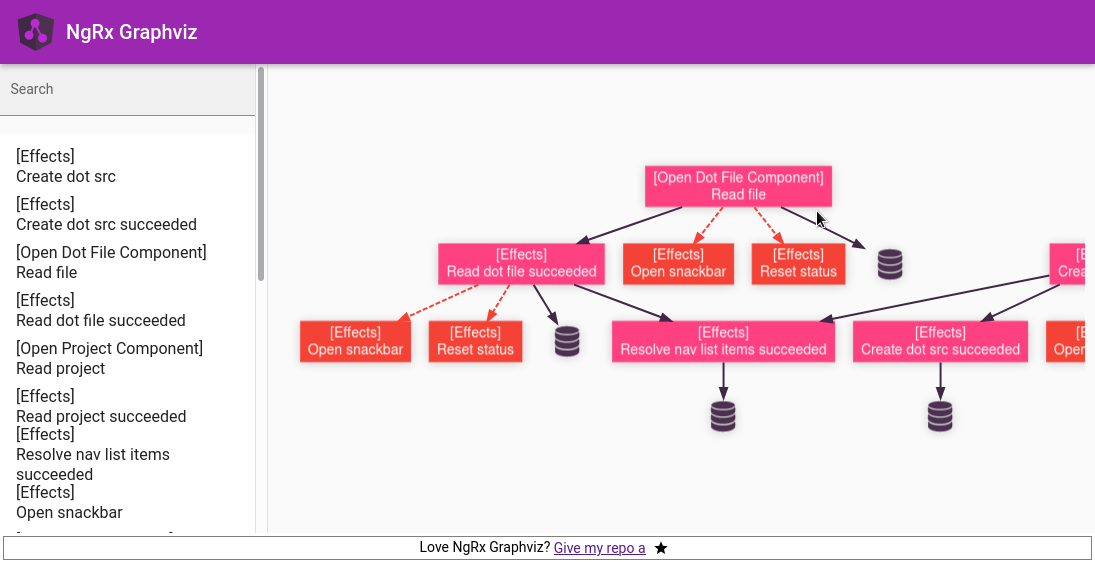 NgRx Graphviz
Search
[Effects]
Create dot src
[Effects]
Create dot src succeeded
[Open Dot File Component]
Read file
[Effects]
Read dot file succeeded
[Open Project Component]
Read project
[Effects]
Read project succeeded
[Effects]
Resolve nav list items
succeeded
[Effects]
Open snackbar
[Open Dot File Component]
Read file
[Effects]
Read dot file succeeded
[Effects]
Open snackbar
[Effects]
Reset status
[E
Crea
[Effects]
Open snackbar
[Effects]
Reset status
[Effects]
Resolve nav list items succeeded
[Effects]
Create dot src succeeded
[E
Open
Love NgRx Graphviz? Give my repo a ★